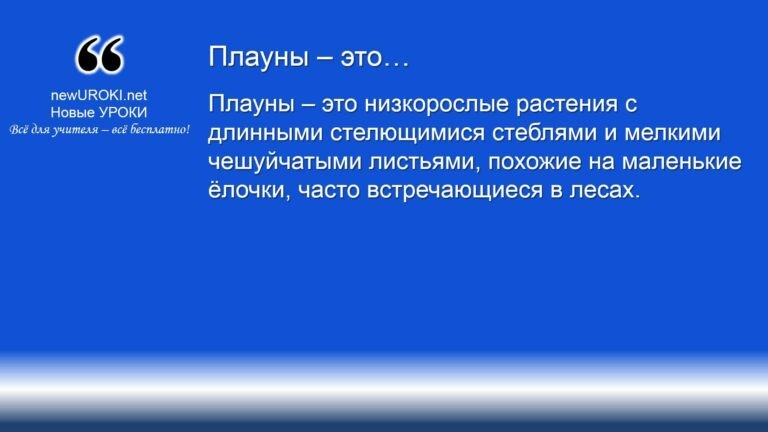 ❝
newUROKI.net
Новые УРОКИ
Всё для учителя – всё бесплатно!
Плауны – это…
Плауны – это низкорослые растения с
длинными стелющимися стеблями и мелкими
чешуйчатыми листьями, похожие на маленькие
ёлочки, часто встречающиеся в лесах.